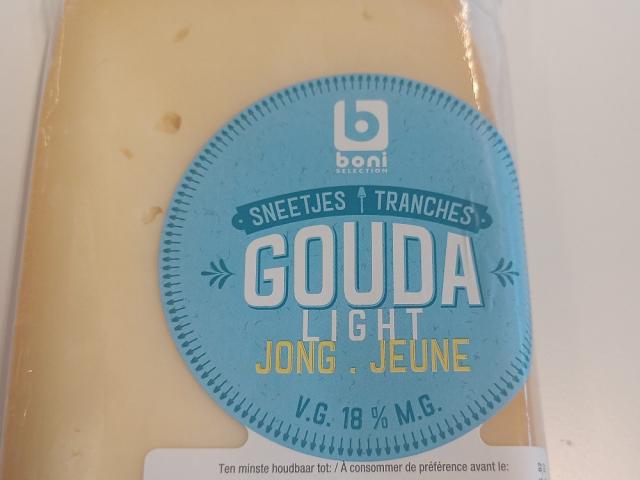 boni
SELECTION
SNEETJES TRANCHES
GOUDA
LIGHT
JONG . JEUNE
V.G. 18 % M.G.
Ten minste houdbaar tot: / À consommer de préférence avant le: